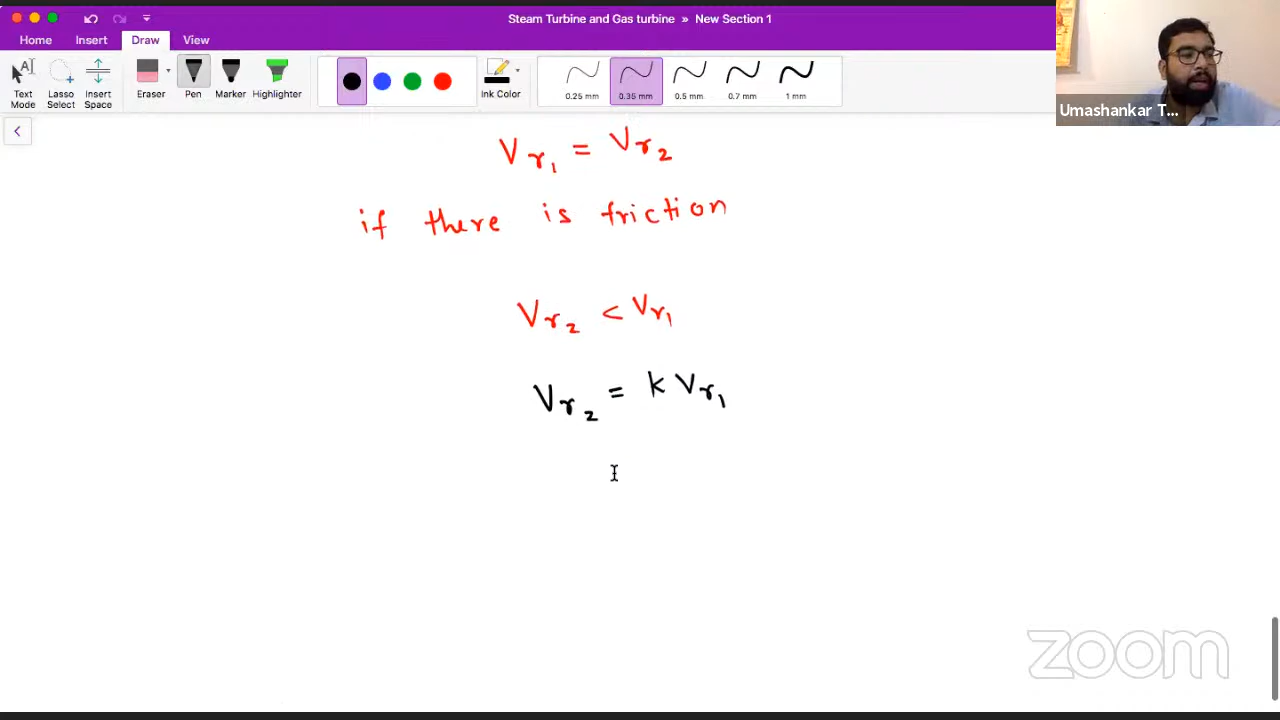 Steam Turbine and Gas turbine » New Section 1
Home Insert Draw View
Text Mode Lasso Select Insert Space Eraser Pen Marker Highlighter Ink Color 0.25 mm 0.35 mm 0.5 mm 0.7 mm 1 mm
Umashankar T...
Vr1 = Vr2
if there is friction
Vr2 < Vr1
Vr2 = k Vr1
zoom